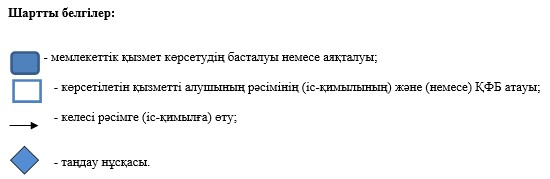 Шартты белгілер:
- мемлекеттік қызмет көрсетудің басталуы немесе аяқталуы;
- көрсетілетін қызметті алушының рәсімінің (іс-қимылының) және (немесе) ҚФБ атауы;
- келесі рәсімге (іс-қимылға) өту;
- таңдау нұсқасы.